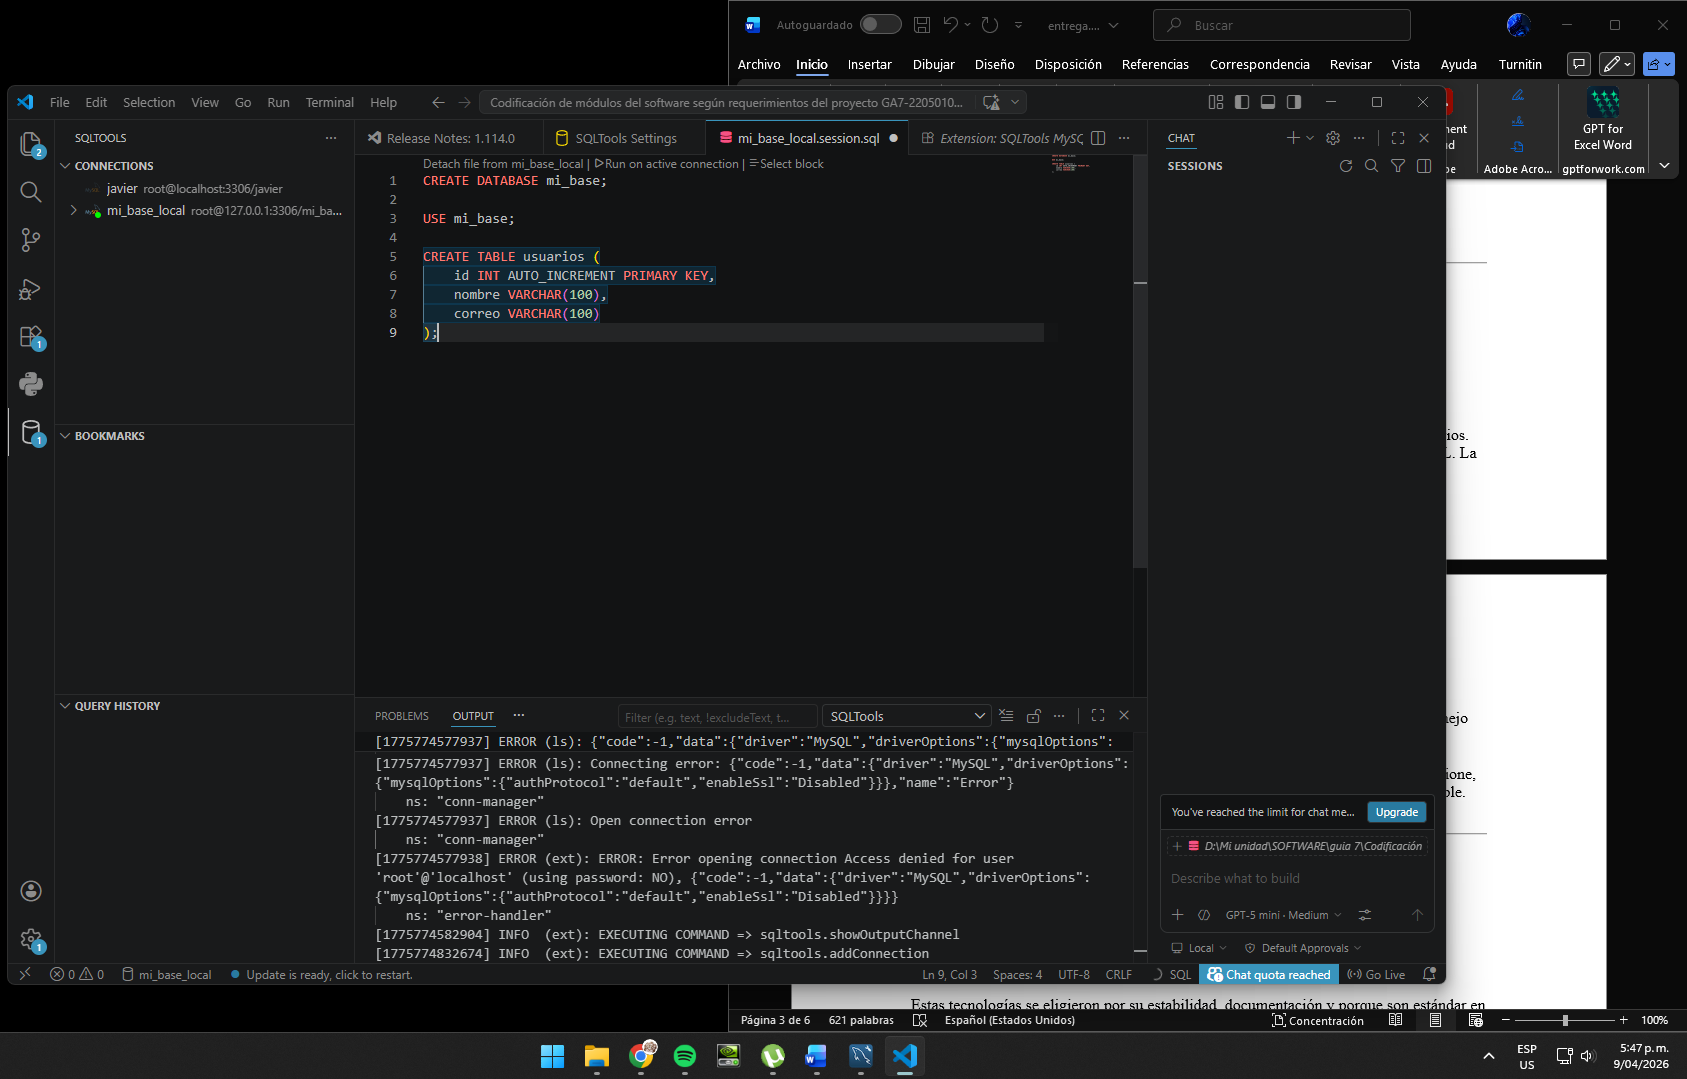 Autoguardado
entrega....
Buscar
Archivo Inicio Insertar Dibujar Diseño Disposición Referencias Correspondencia Revisar Vista Ayuda Turnitin
GPT for
Excel Word
Adobe Acro...
gptforwork.com
File Edit Selection View Go Run Terminal Help
Codificación de módulos del software según requerimientos del proyecto GA7-2205010...
SQLTOOLS
CONNECTIONS
javier root@localhost:3306/javier
mi_base_local root@127.0.0.1:3306/mi_ba...
BOOKMARKS
QUERY HISTORY
2
1
1
1
Release Notes: 1.114.0
SQLTools Settings
mi_base_local.session.sql
Extension: SQLTools MySQ
Detach file from mi_base_local | ▷Run on active connection | Select block
1 CREATE DATABASE mi_base;
2
3 USE mi_base;
4
5 CREATE TABLE usuarios (
6 id INT AUTO_INCREMENT PRIMARY KEY,
7 nombre VARCHAR(100),
8 correo VARCHAR(100)
9 );
PROBLEMS OUTPUT ...
Filter (e.g. text, !excludeText, t...
SQLTools
[1775774577937] ERROR (ls): {"code":-1,"data":{"driver":"MySQL","driverOptions":{"mysqlOptions":
[1775774577937] ERROR (ls): Connecting error: {"code":-1,"data":{"driver":"MySQL","driverOptions":
{"mysqlOptions":{"authProtocol":"default","enableSsl":"Disabled"}}},"name":"Error"}
ns: "conn-manager"
[1775774577937] ERROR (ls): Open connection error
ns: "conn-manager"
[1775774577938] ERROR (ext): ERROR: Error opening connection Access denied for user
'root'@'localhost' (using password: NO), {"code":-1,"data":{"driver":"MySQL","driverOptions":
{"mysqlOptions":{"authProtocol":"default","enableSsl":"Disabled"}}}}
ns: "error-handler"
[1775774582904] INFO (ext): EXECUTING COMMAND => sqltools.showOutputChannel
[1775774832674] INFO (ext): EXECUTING COMMAND => sqltools.addConnection
CHAT
SESSIONS
You've reached the limit for chat me... Upgrade
D:\Mi unidad\SOFTWARE\guia 7\Codificación
Describe what to build
GPT-5 mini · Medium
Local Default Approvals
0 0 mi_base_local Update is ready, click to restart.
Ln 9, Col 3 Spaces: 4 UTF-8 CRLF SQL Chat quota reached Go Live
ios.
L. La
nejo
ione,
ble.
Estas tecnologías se eligieron por su estabilidad, documentación y porque son estándar en
Página 3 de 6 621 palabras Español (Estados Unidos)
Concentración
100%
ESP
US
5:47 p.m.
9/04/2026